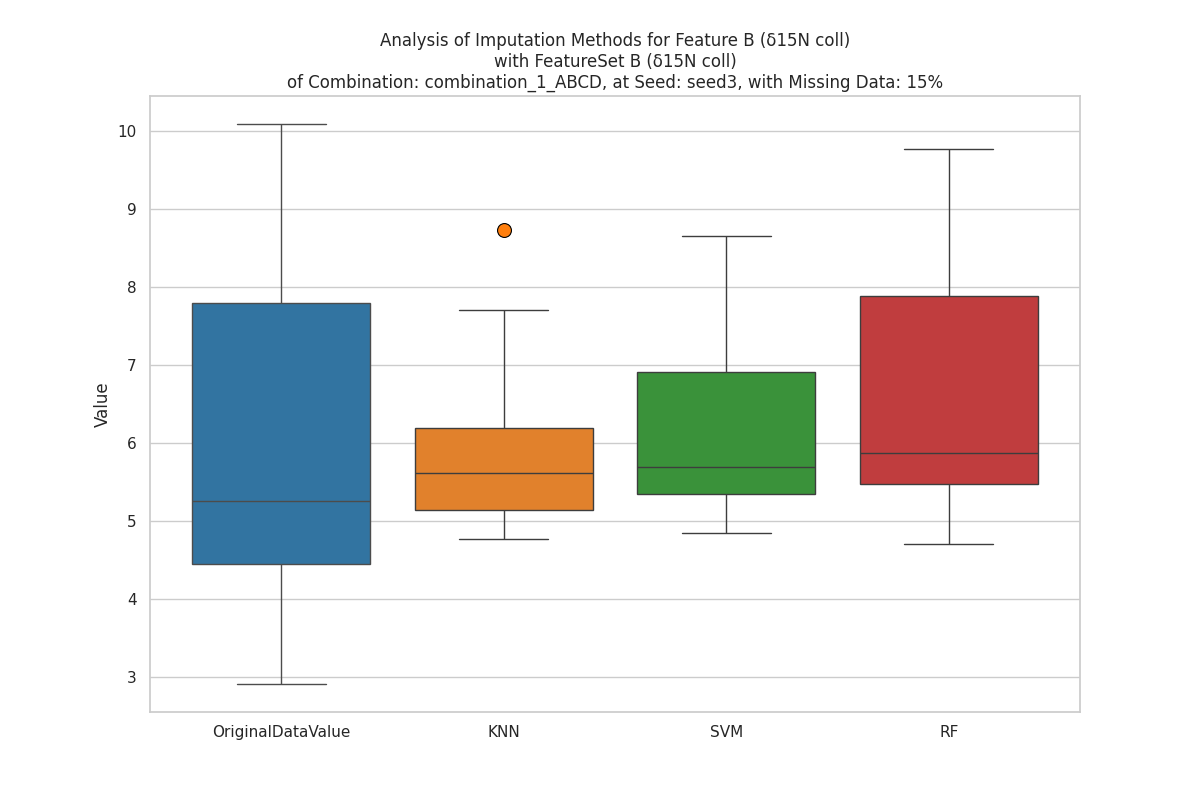 Analysis of Imputation Methods for Feature B (δ15N coll)
with FeatureSet B (δ15N coll)
of Combination: combination_1_ABCD, at Seed: seed3, with Missing Data: 15%
10
9
8
7
6
5
4
3
Value
OriginalDataValue
KNN
SVM
RF